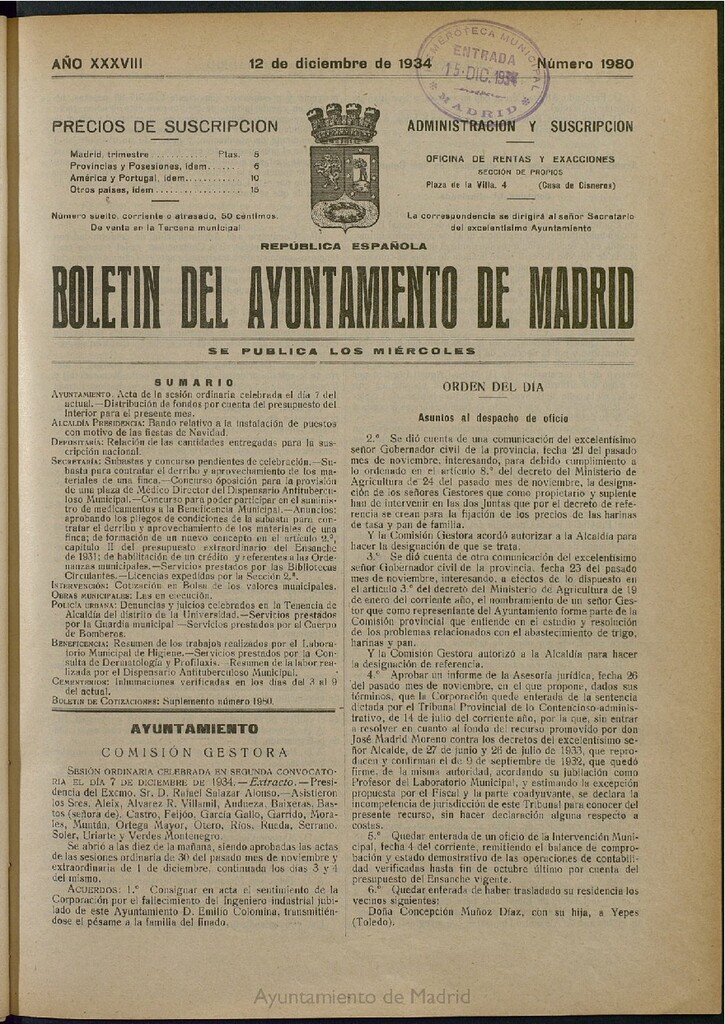 AÑO XXXVIII
12 de diciembre de 1934
Número 1980
HEMEROTECA MUNICIPAL
ENTRADA
15·DIC.1934
MADRID
PRECIOS DE SUSCRIPCION
Madrid, trimestre............ Ptas. 5
Provincias y Posesiones, ídem....... 6
América y Portugal, ídem............ 10
Otros países, ídem.................. 15
Número suelto, corriente o atrasado, 50 céntimos.
De venta en la Tercena municipal
ADMINISTRACION Y SUSCRIPCION
OFICINA DE RENTAS Y EXACCIONES
SECCIÓN DE PROPIOS
Plaza de la Villa, 4 (Casa de Cisneros)
La correspondencia se dirigirá al señor Secretario
del excelentísimo Ayuntamiento
REPÚBLICA ESPAÑOLA
BOLETIN DEL AYUNTAMIENTO DE MADRID
SE PUBLICA LOS MIÉRCOLES
SUMARIO
AYUNTAMIENTO. Acta de la sesión ordinaria celebrada el día 7 del
actual.—Distribución de fondos por cuenta del presupuesto del
Interior para el presente mes.
ALCALDÍA PRESIDENCIA: Bando relativo a la instalación de puestos
con motivo de las fiestas de Navidad.
DEPOSITARÍA: Relación de las cantidades entregadas para la sus-
cripción nacional.
SECRETARÍA: Subastas y concurso pendientes de celebración.—Su-
basta para contratar el derribo y aprovechamiento de los ma-
teriales de una finca.—Concurso oposición para la provisión
de una plaza de Médico Director del Dispensario Antitubercu-
loso Municipal.—Concurso para poder participar en el suminis-
tro de medicamentos a la Beneficencia Municipal.—Anuncios:
aprobando los pliegos de condiciones de la subasta para con-
tratar el derribo y aprovechamiento de los materiales de una
finca; de formación de un nuevo concepto en el artículo 2.º,
capítulo II del presupuesto extraordinario del Ensanche
de 1931; de habilitación de un crédito y referentes a las Orde-
nanzas municipales.—Servicios prestados por las Bibliotecas
Circulantes.—Licencias expedidas por la Sección 2.ª.
INTERVENCIÓN: Cotización en Bolsa de los valores municipales.
OBRAS MUNICIPALES: Las en ejecución.
POLICÍA URBANA: Denuncias y juicios celebrados en la Tenencia de
Alcaldía del distrito de la Universidad.—Servicios prestados
por la Guardia municipal—Servicios prestados por el Cuerpo
de Bomberos.
BENEFICENCIA: Resumen de los trabajos realizados por el Labora-
torio Municipal de Higiene.—Servicios prestados por la Con-
sulta de Dermatología y Profilaxis.—Resumen de la labor rea-
lizada por el Dispensario Antituberculoso Municipal.
CEMENTERIOS: Inhumaciones verificadas en los días del 3 al 9
del actual.
BOLETÍN DE COTIZACIONES: Suplemento número 1980.
AYUNTAMIENTO
COMISIÓN GESTORA
SESIÓN ORDINARIA CELEBRADA EN SEGUNDA CONVOCATO-
RIA EL DÍA 7 DE DICIEMBRE DE 1934.—Extracto.—Presi-
dencia del Excmo. Sr. D. Rafael Salazar Alonso.—Asistieron
los Sres. Aleix, Alvarez R. Villamil, Andueza, Baixeras, Bas-
tos (señora de), Castro, Feijóo, García Gallo, Garrido, Mora-
les, Muntán, Ortega Mayor, Otero, Ríos, Rueda, Serrano,
Soler, Uriarte y Verdes Montenegro.
Se abrió a las diez de la mañana, siendo aprobadas las actas
de las sesiones ordinaria de 30 del pasado mes de noviembre y
extraordinaria de 1 de diciembre, continuada los días 3 y 4
del mismo.
ACUERDOS: 1.º Consignar en acta el sentimiento de la
Corporación por el fallecimiento del Ingeniero industrial jubi-
lado de este Ayuntamiento D. Emilio Colomina, transmitién-
dose el pésame a la familia del finado.
ORDEN DEL DÍA
Asuntos al despacho de oficio
2.º Se dió cuenta de una comunicación del excelentísimo
señor Gobernador civil de la provincia, fecha 29 del pasado
mes de noviembre, interesando, para debido cumplimiento a
lo ordenado en el artículo 8.º del decreto del Ministerio de
Agricultura de 24 del pasado mes de noviembre, la designa-
ción de los señores Gestores que como propietario y suplente
han de intervenir en las dos Juntas que por el decreto de refe-
rencia se crean para la fijación de los precios de las harinas
de tasa y pan de familia.
Y la Comisión Gestora acordó autorizar a la Alcaldía para
hacer la designación de que se trata.
3.º Se dió cuenta de otra comunicación del excelentísimo
señor Gobernador civil de la provincia, fecha 23 del pasado
mes de noviembre, interesando, a efectos de lo dispuesto en
el artículo 3.º del decreto del Ministerio de Agricultura de 19
de enero del corriente año, el nombramiento de un señor Ges-
tor que como representante del Ayuntamiento forme parte de la
Comisión provincial que entiende en el estudio y resolución
de los problemas relacionados con el abastecimiento de trigo,
harinas y pan.
Y la Comisión Gestora autorizó a la Alcaldía para hacer
la designación de referencia.
4.º Aprobar un informe de la Asesoría jurídica, fecha 26
del pasado mes de noviembre, en el que propone, dados sus
términos, que la Corporación quede enterada de la sentencia
dictada por el Tribunal Provincial de lo Contencioso-adminis-
trativo, de 14 de julio del corriente año, por la que, sin entrar
a resolver en cuanto al fondo del recurso promovido por don
José Madrid Moreno contra los decretos del excelentísimo se-
ñor Alcalde, de 27 de junio y 26 de julio de 1933, que repro-
ducen y confirman el de 9 de septiembre de 1932, que quedó
firme, de la misma autoridad, acordando su jubilación como
Profesor del Laboratorio Municipal, y estimando la excepción
propuesta por el Fiscal y la parte coadyuvante, se declara la
incompetencia de jurisdicción de este Tribunal para conocer del
presente recurso, sin hacer declaración alguna respecto a
costas.
5.º Quedar enterada de un oficio de la Intervención Muni-
cipal, fecha 4 del corriente, remitiendo el balance de compro-
bación y estado demostrativo de las operaciones de contabili-
dad verificadas hasta fin de octubre último por cuenta del
presupuesto del Ensanche vigente.
6.º Quedar enterada de haber trasladado su residencia los
vecinos siguientes:
Doña Concepción Muñoz Díaz, con su hija, a Yepes
(Toledo).
Ayuntamiento de Madrid